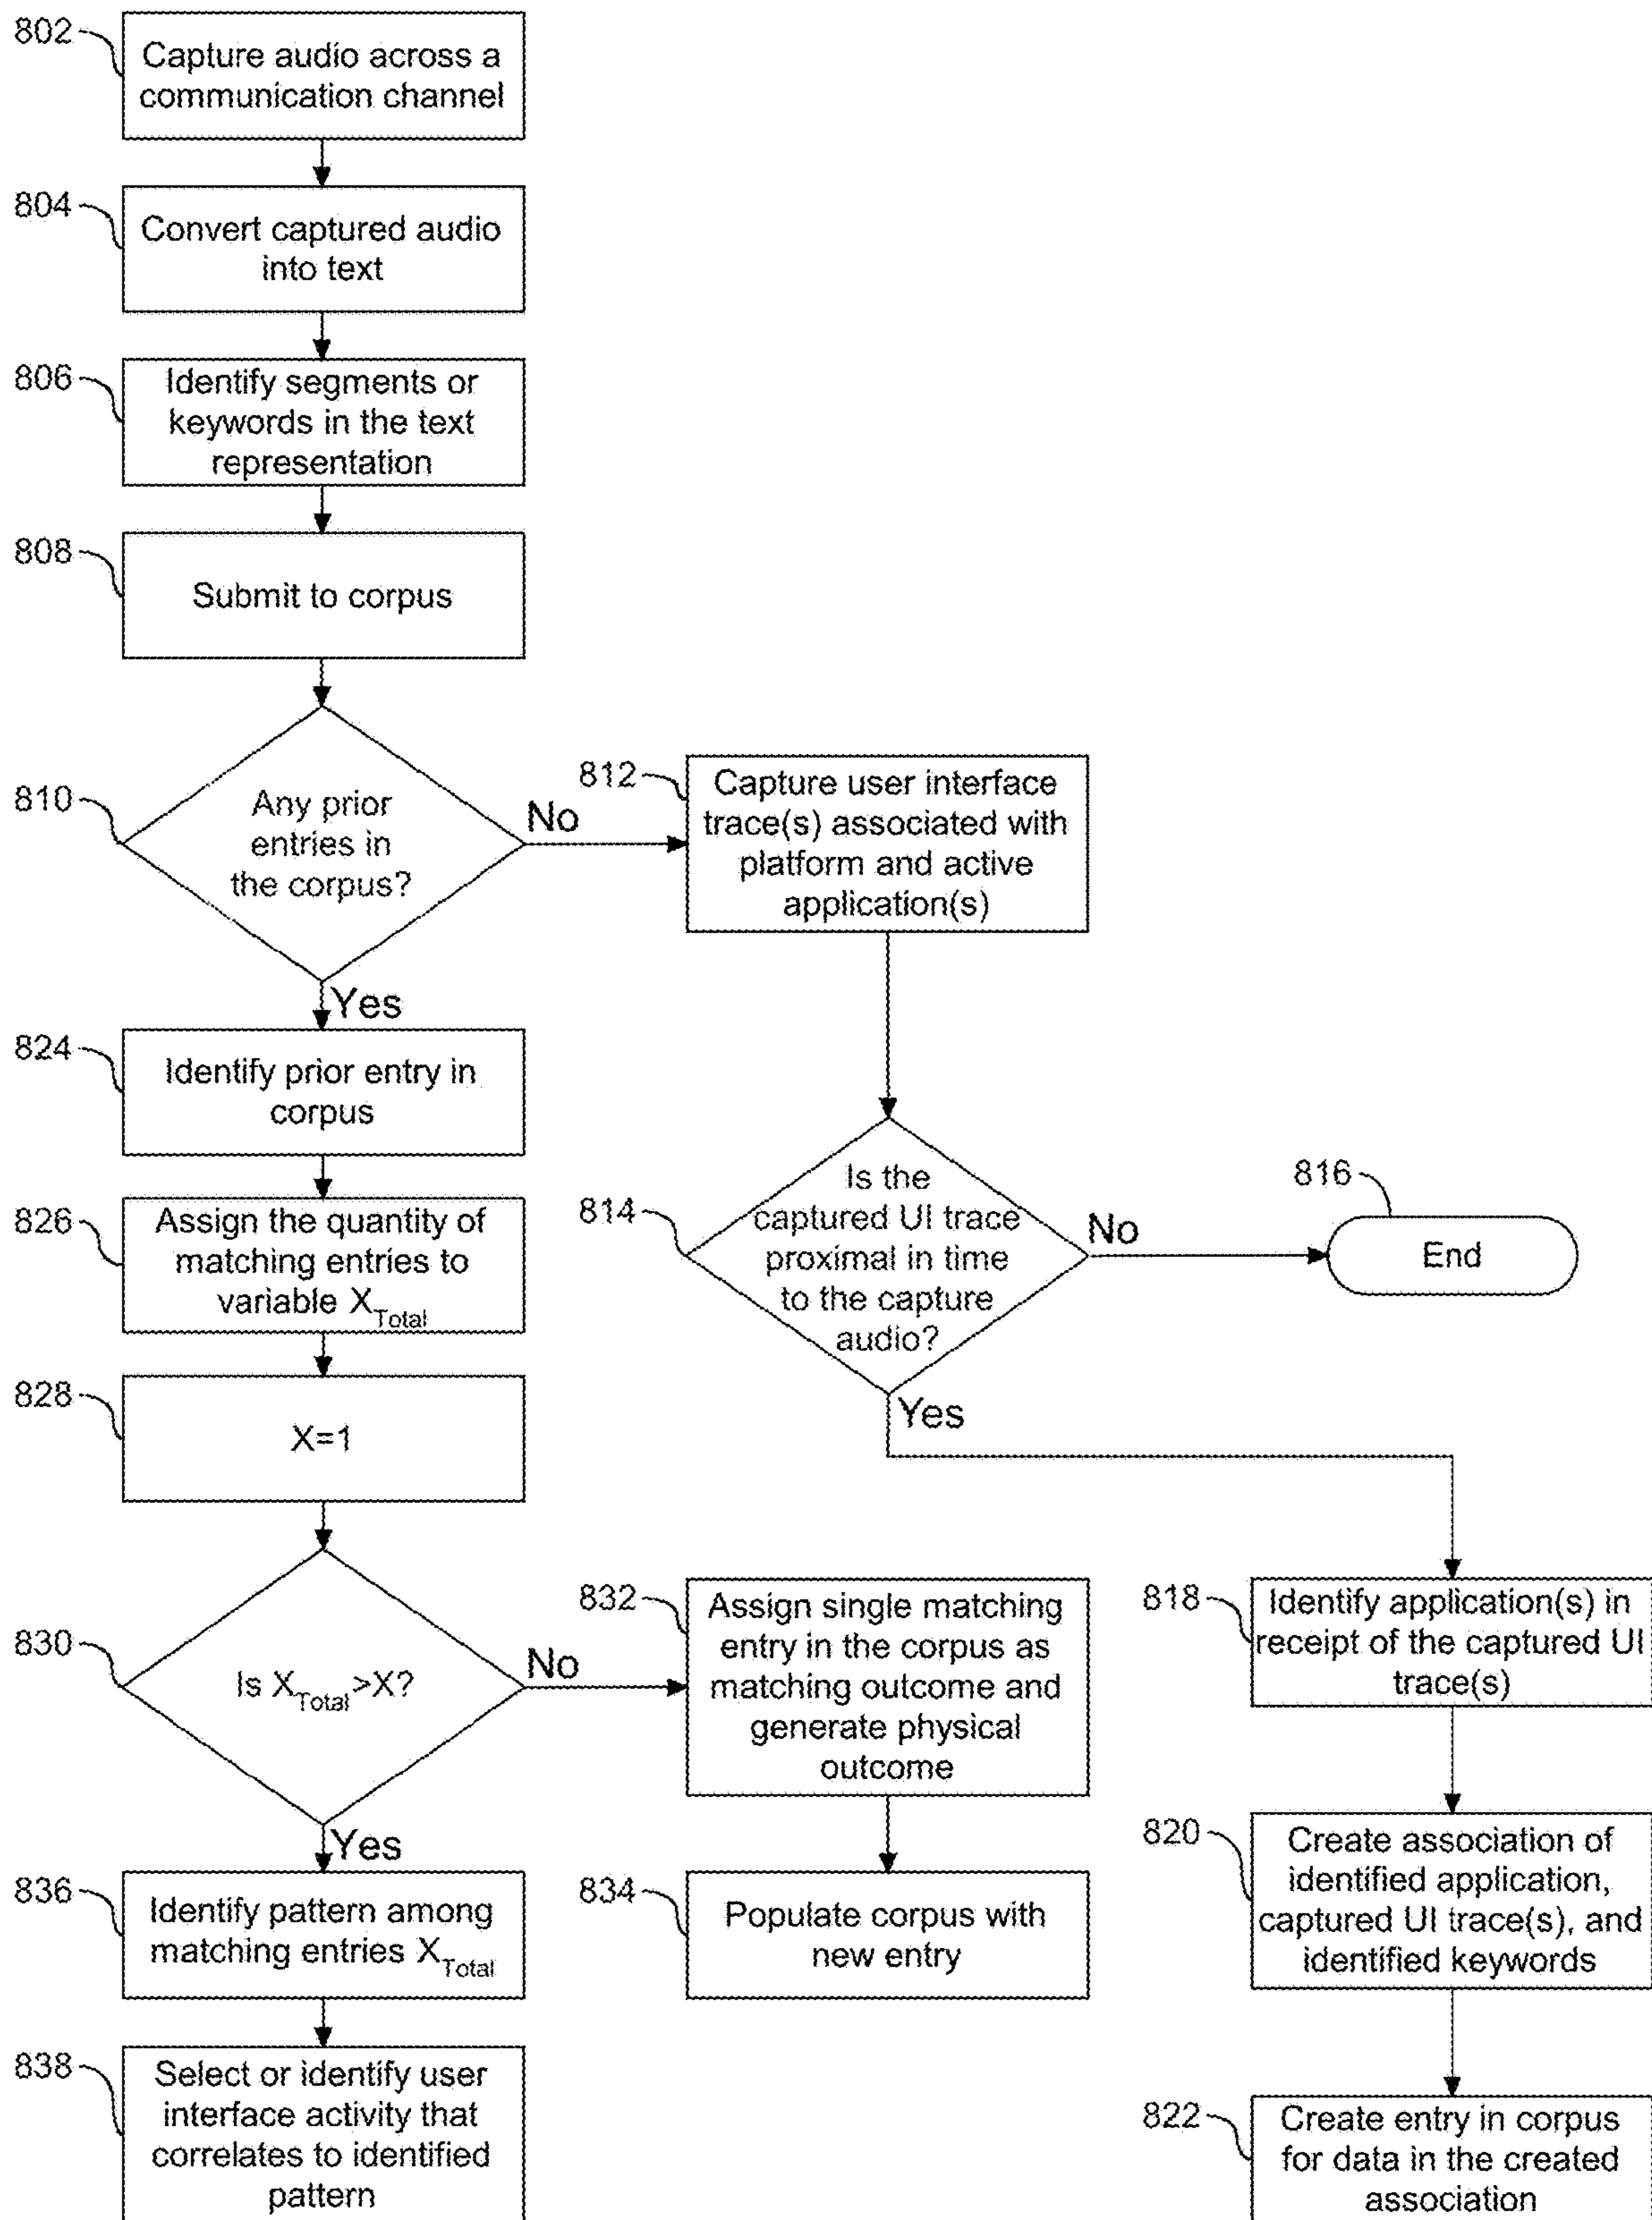 802
Capture audio across a
communication channel
804
Convert captured audio
into text
806
Identify segments or
keywords in the text
representation
808
Submit to corpus
810
Any prior
entries in
the corpus?
No
Yes
812
Capture user interface
trace(s) associated with
platform and active
application(s)
824
Identify prior entry in
corpus
814
Is the
captured UI trace
proximal in time
to the capture
audio?
No
Yes
816
End
826
Assign the quantity of
matching entries to
variable X_Total
828
X=1
830
Is X_Total>X?
No
Yes
832
Assign single matching
entry in the corpus as
matching outcome and
generate physical
outcome
818
Identify application(s) in
receipt of the captured UI
trace(s)
836
Identify pattern among
matching entries X_Total
834
Populate corpus with
new entry
820
Create association of
identified application,
captured UI trace(s), and
identified keywords
838
Select or identify user
interface activity that
correlates to identified
pattern
822
Create entry in corpus
for data in the created
association